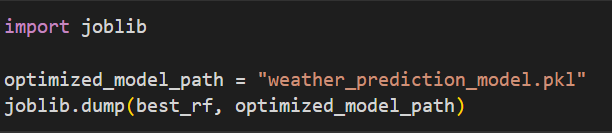 import joblib
optimized_model_path = "weather_prediction_model.pkl"
joblib.dump(best_rf, optimized_model_path)